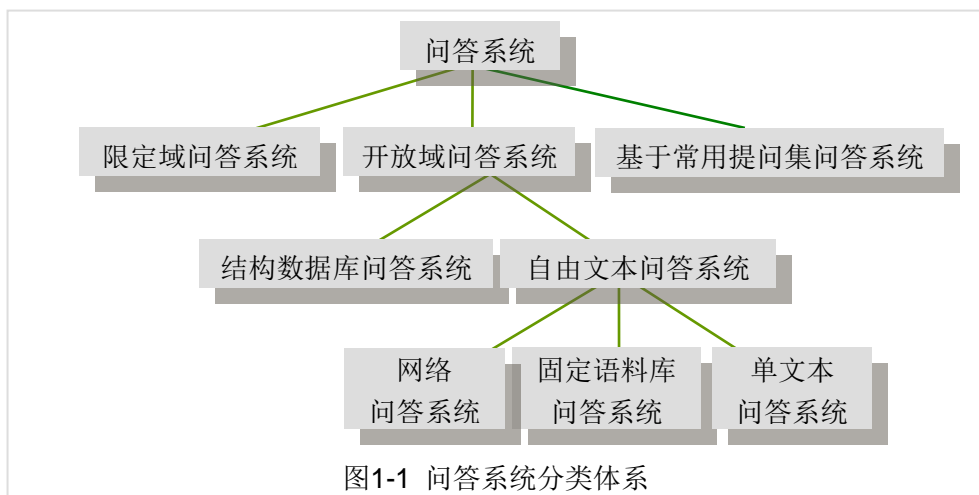 问答系统
限定域问答系统
开放域问答系统
基于常用提问集问答系统
结构数据库问答系统
自由文本问答系统
网络
问答系统
固定语料库
问答系统
单文本
问答系统
图1-1 问答系统分类体系